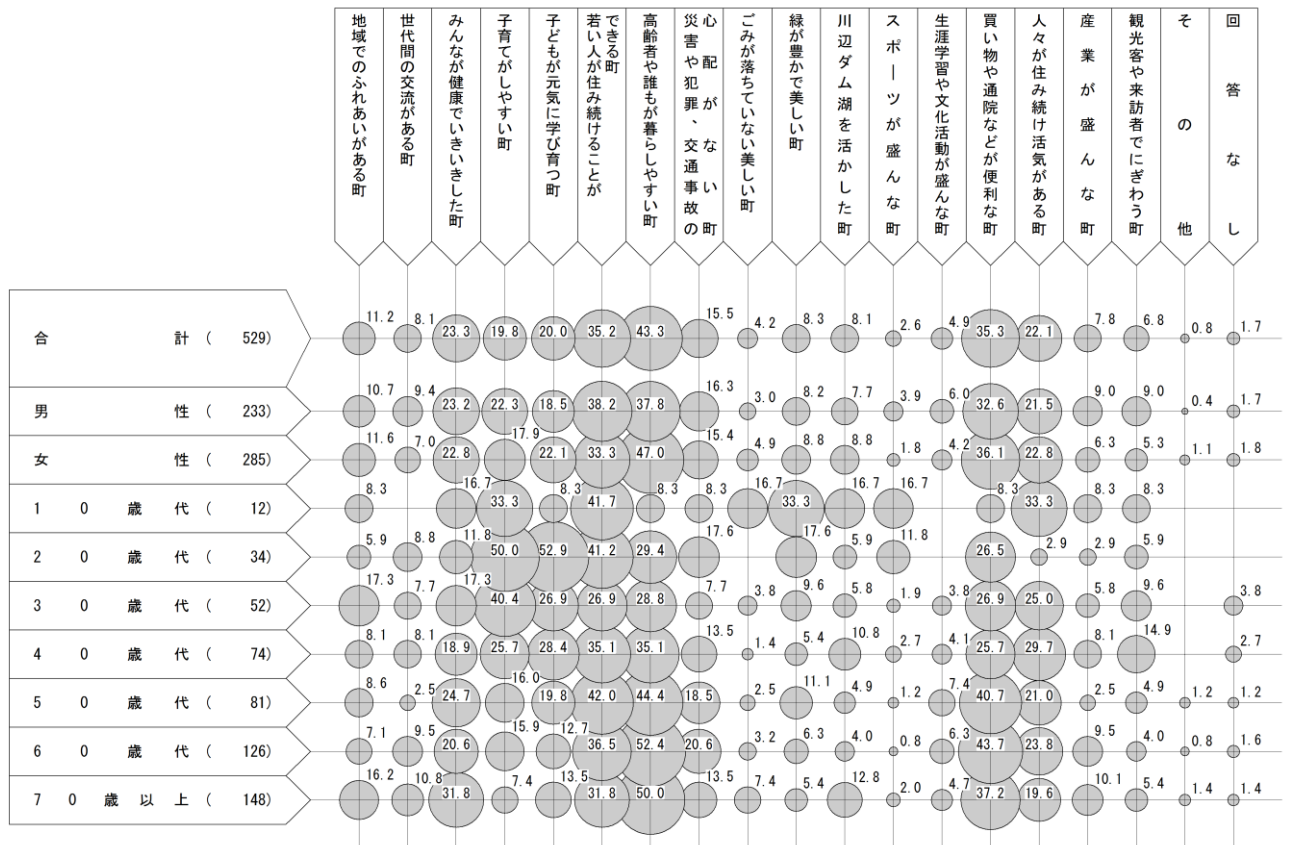 地域でのふれあいがある町
世代間の交流がある町
みんなが健康でいきいきした町
子育てがしやすい町
子どもが元気に学び育つ町
若い人が住み続けることが
できる町
高齢者や誰もが暮らしやすい町
災害や犯罪、交通事故の
心配がない町
ごみが落ちていない美しい町
緑が豊かで美しい町
川辺ダム湖を活かした町
スポーツが盛んな町
生涯学習や文化活動が盛んな町
買い物や通院などが便利な町
人々が住み続け活気がある町
産業が盛んな町
観光客や来訪者でにぎわう町
その他
回答なし
合計(529) 11.2 8.1 23.3 19.8 20.0 35.2 43.3 15.5 4.2 8.3 8.1 2.6 4.9 35.3 22.1 7.8 6.8 0.8 1.7
男性(233) 10.7 9.4 23.2 22.3 18.5 38.2 37.8 16.3 3.0 8.2 7.7 3.9 6.0 32.6 21.5 9.0 9.0 0.4 1.7
女性(285) 11.6 7.0 22.8 17.9 22.1 33.3 47.0 15.4 4.9 8.8 8.8 1.8 4.2 36.1 22.8 6.3 5.3 1.1 1.8
10歳代(12) 8.3 16.7 33.3 8.3 41.7 8.3 8.3 16.7 33.3 16.7 16.7 8.3 33.3 8.3 8.3
20歳代(34) 5.9 8.8 11.8 50.0 52.9 41.2 29.4 17.6 17.6 5.9 11.8 26.5 2.9 2.9 5.9
30歳代(52) 17.3 7.7 17.3 40.4 26.9 26.9 28.8 7.7 3.8 9.6 5.8 1.9 3.8 26.9 25.0 5.8 9.6 3.8
40歳代(74) 8.1 8.1 18.9 25.7 28.4 35.1 35.1 13.5 1.4 5.4 10.8 2.7 4.1 25.7 29.7 8.1 14.9 2.7
50歳代(81) 8.6 2.5 24.7 16.0 19.8 42.0 44.4 18.5 2.5 11.1 4.9 1.2 7.4 40.7 21.0 2.5 4.9 1.2 1.2
60歳代(126) 7.1 9.5 20.6 15.9 12.7 36.5 52.4 20.6 3.2 6.3 4.0 0.8 6.3 43.7 23.8 9.5 4.0 0.8 1.6
70歳以上(148) 16.2 10.8 31.8 7.4 13.5 31.8 50.0 13.5 7.4 5.4 12.8 2.0 4.7 37.2 19.6 10.1 5.4 1.4 1.4